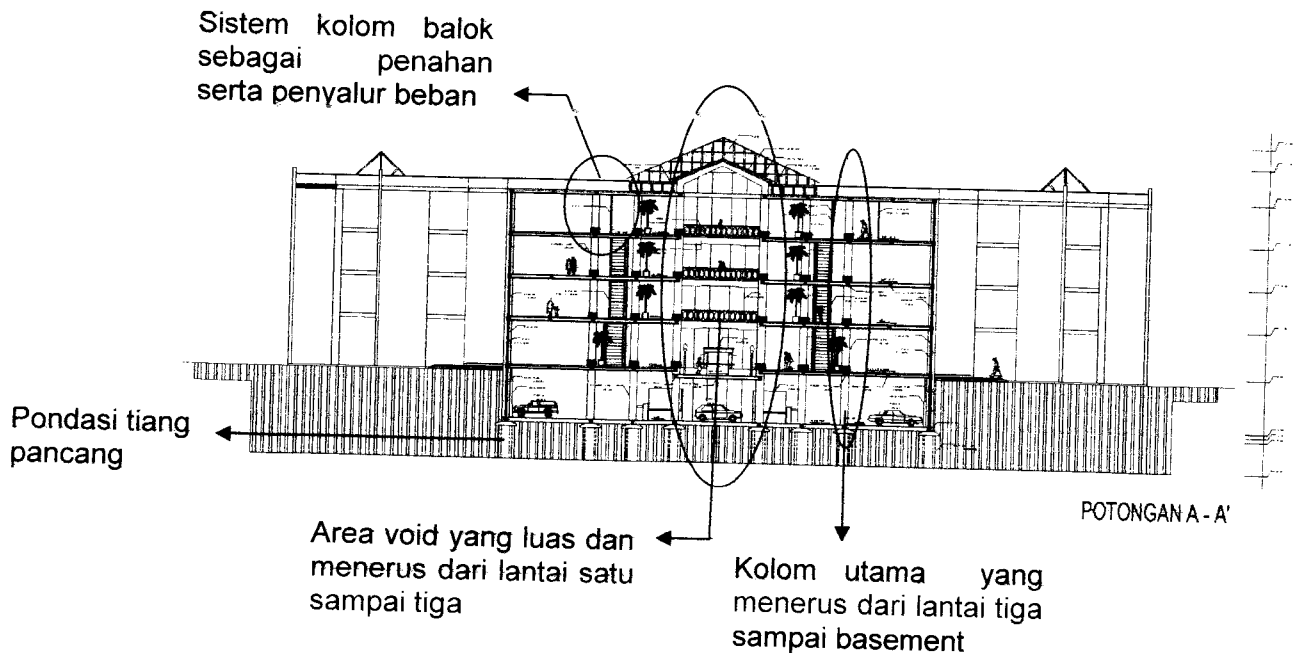 Sistem kolom balok
sebagai penahan
serta penyalur beban
Pondasi tiang
pancang
POTONGAN A - A'
Area void yang luas dan
menerus dari lantai satu
sampai tiga
Kolom utama yang
menerus dari lantai tiga
sampai basement